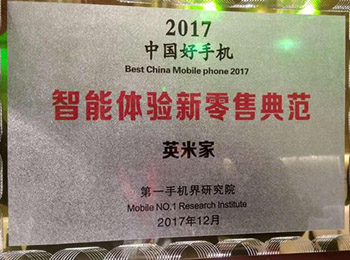 2017
中国好手机
Best China Mobile phone 2017
智能体验新零售典范
英米家
第一手机界研究院
Mobile NO.1 Research Institute
2017年12月